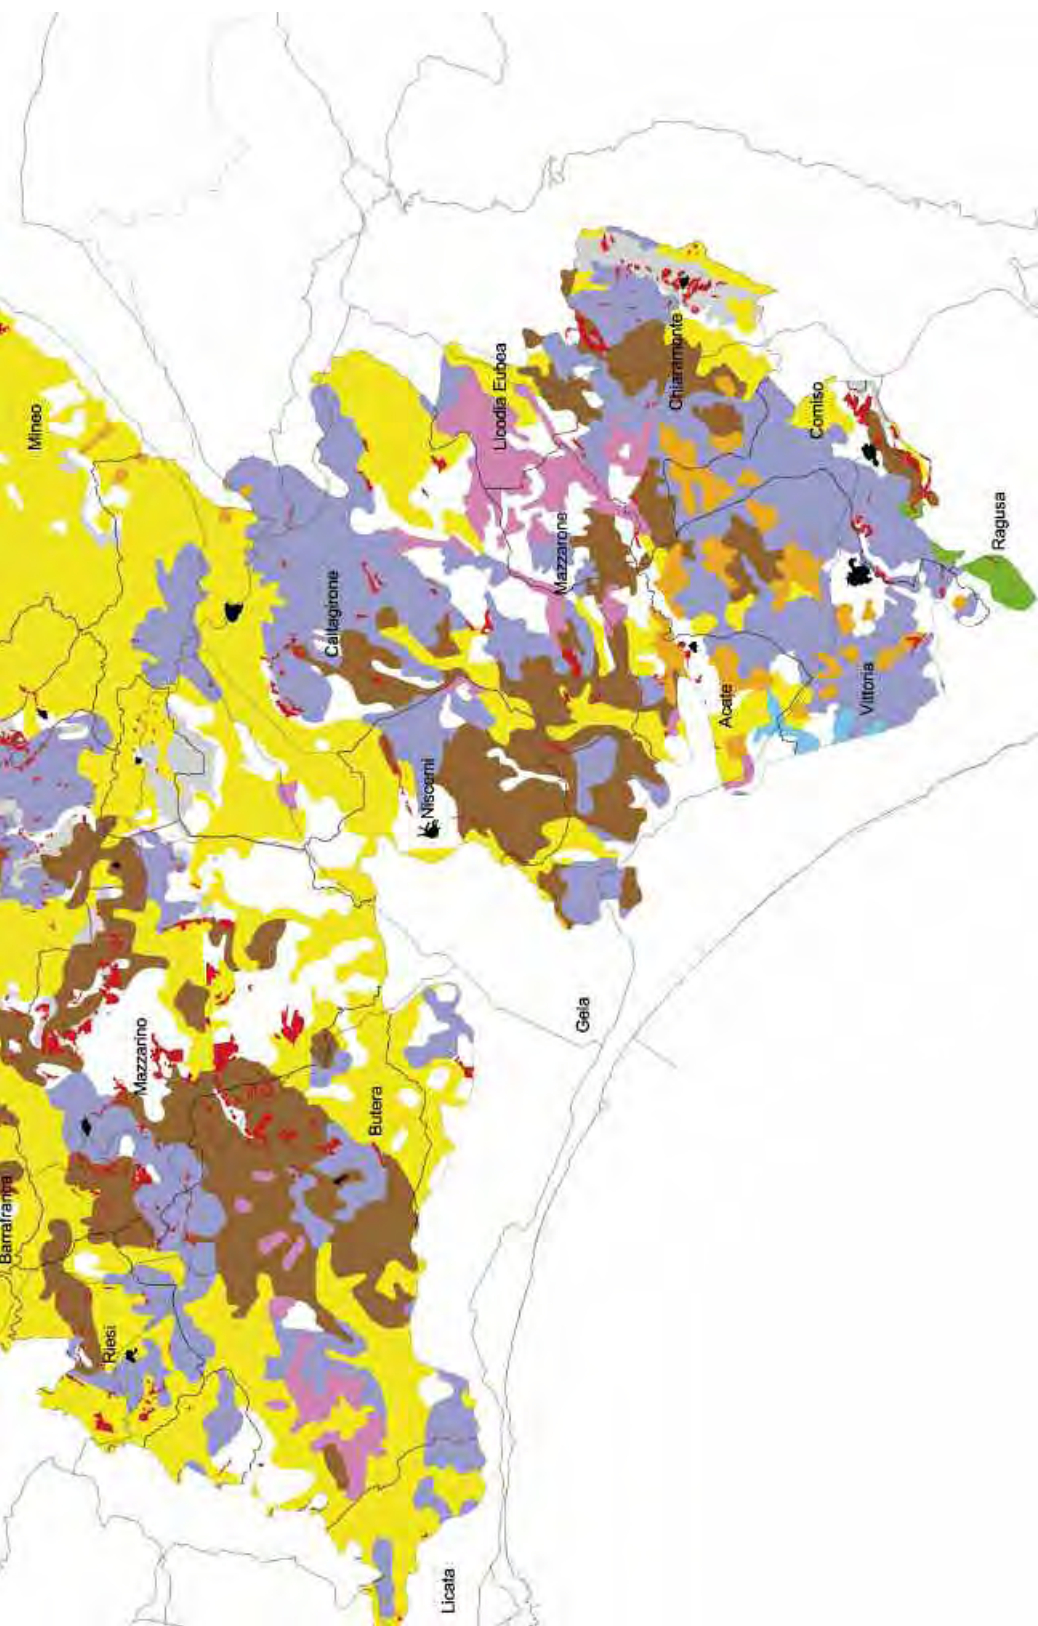 Mineo
Licodia Eubea
Chiaramonte
Comiso
Ragusa
Mazzarone
Caltagirone
Acate
Vittoria
Niscemi
Gela
Mazzarino
Butera
Barrafranca
Riesi
Licata